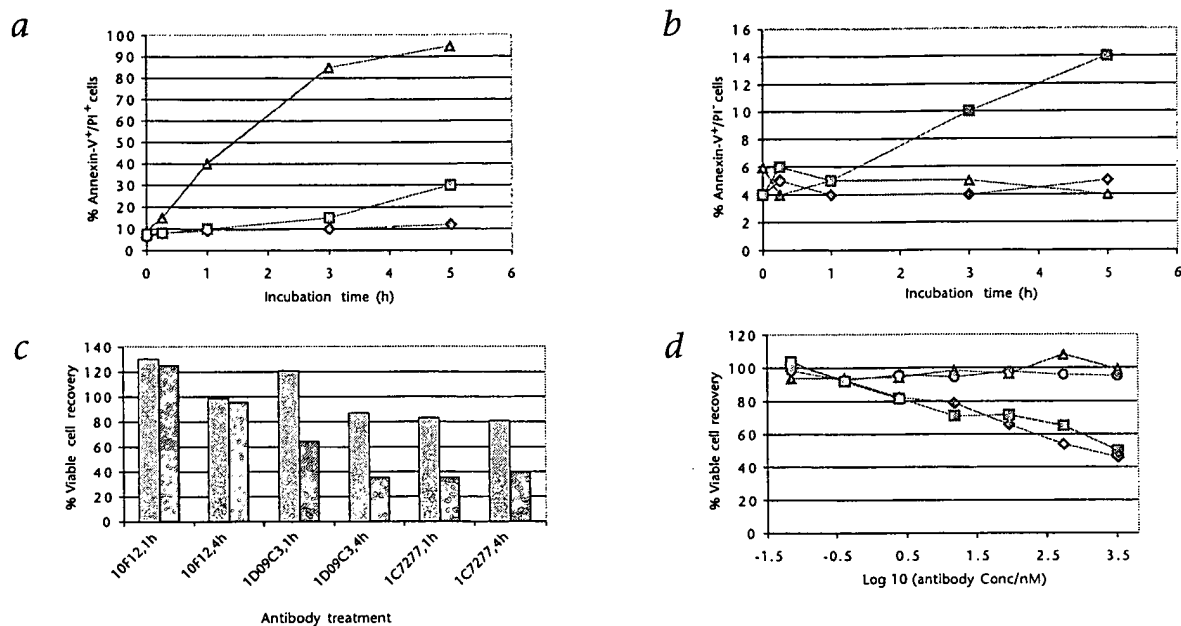 a
% Annexin-V+/PI+ cells
100
90
80
70
60
50
40
30
20
10
0
0 1 2 3 4 5 6
Incubation time (h)
b
% Annexin-V+/PI- cells
16
14
12
10
8
6
4
2
0
0 1 2 3 4 5 6
Incubation time (h)
c
% Viable cell recovery
140
120
100
80
60
40
20
0
10F12,1h
10F12,4h
1D09C3,1h
1D09C3,4h
1C7277,1h
1C7277,4h
Antibody treatment
d
% Viable cell recovery
120
100
80
60
40
20
0
-1.5 -0.5 0.5 1.5 2.5 3.5
Log 10 (antibody Conc/nM)